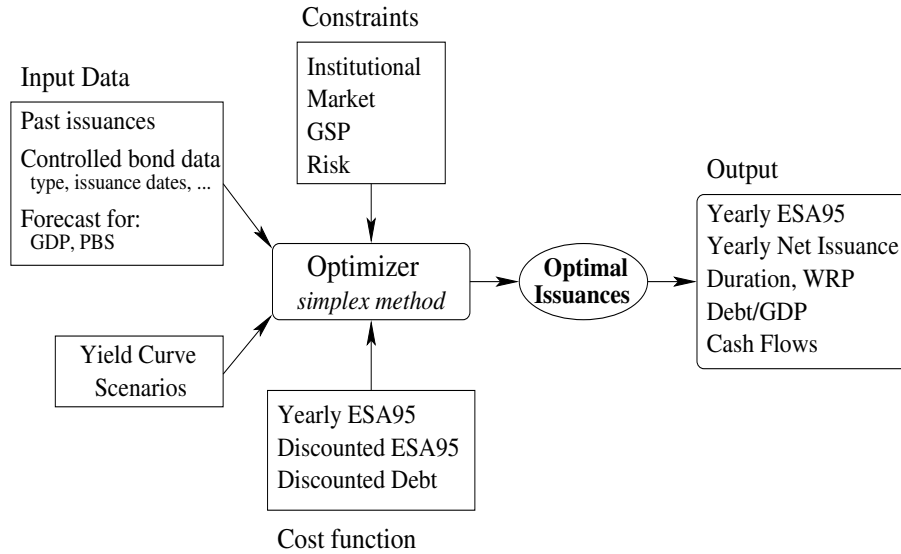 Constraints
Institutional
Market
GSP
Risk
Input Data
Past issuances
Controlled bond data
type, issuance dates, ...
Forecast for:
GDP, PBS
Yield Curve
Scenarios
Optimizer
simplex method
Yearly ESA95
Discounted ESA95
Discounted Debt
Cost function
Optimal
Issuances
Output
Yearly ESA95
Yearly Net Issuance
Duration, WRP
Debt/GDP
Cash Flows